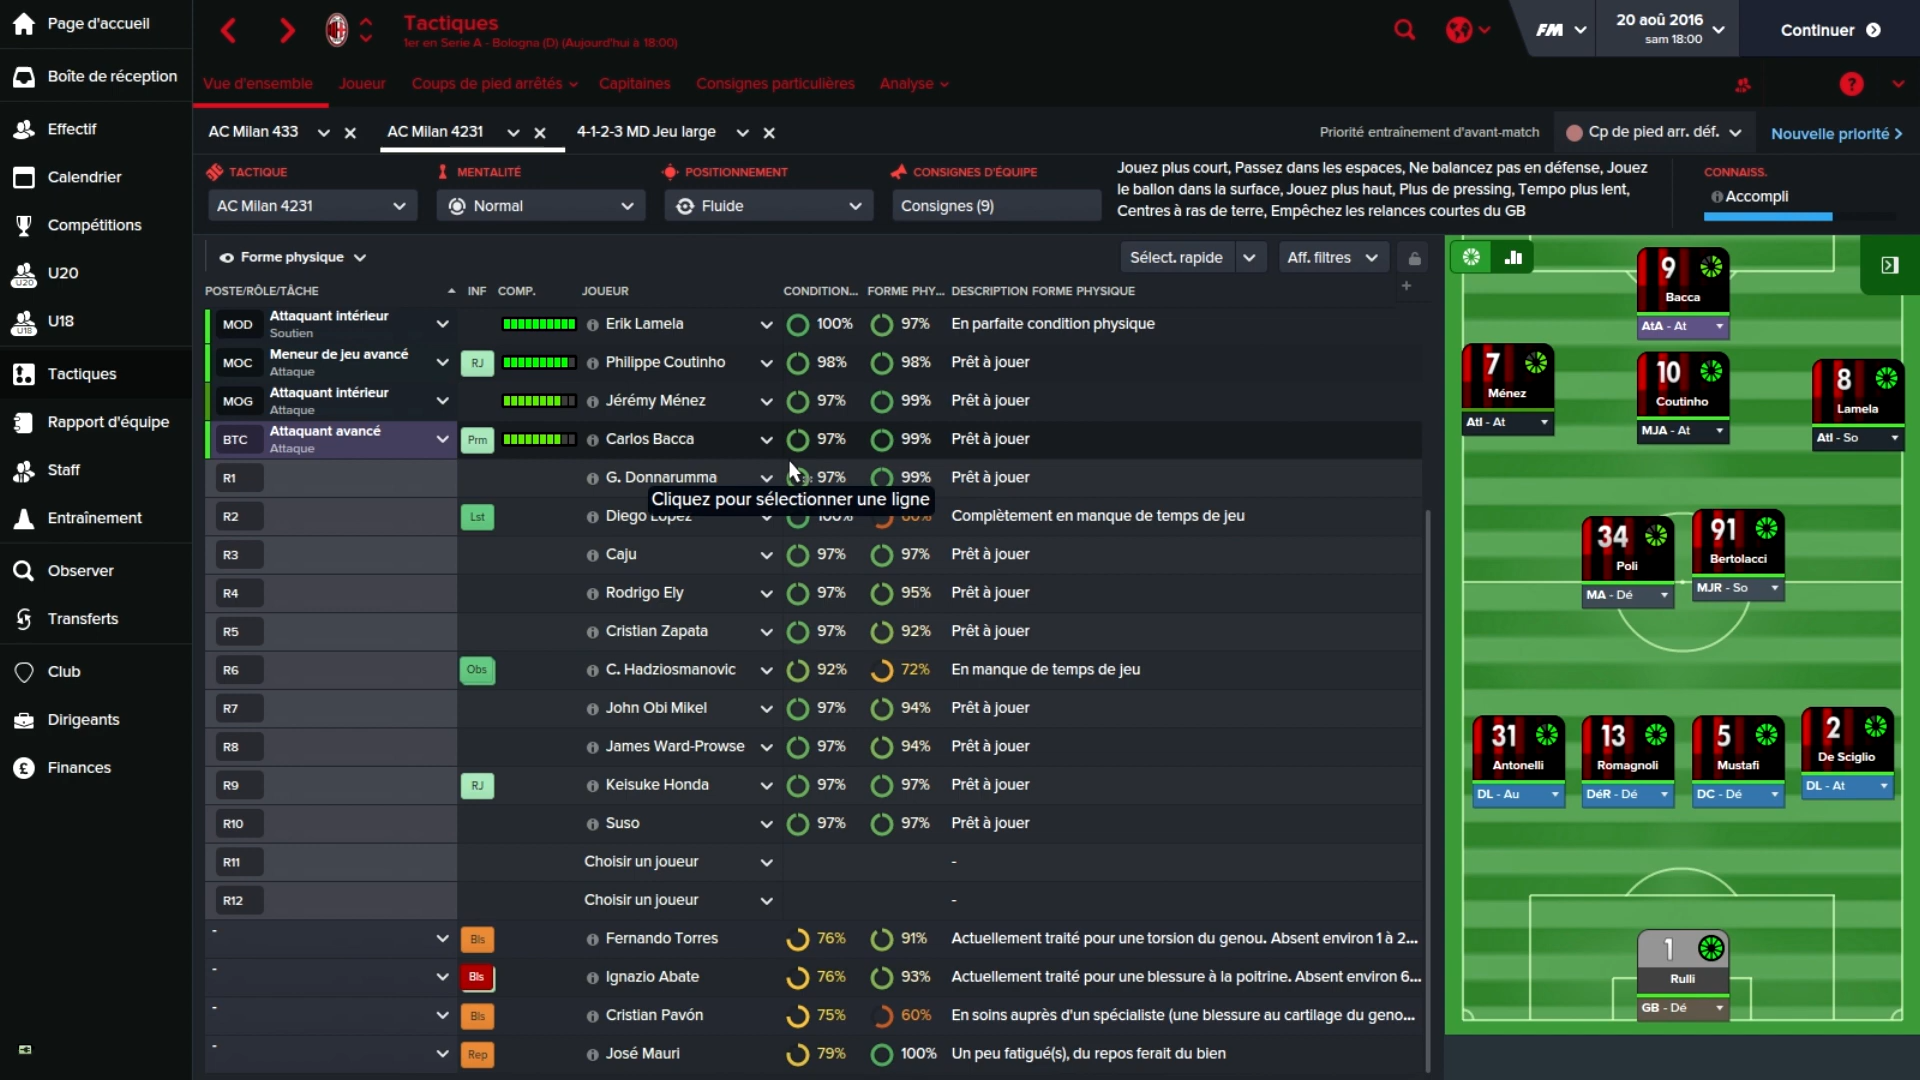 Page d'accueil
Boîte de réception
Effectif
Calendrier
Compétitions
U20
U18
Tactiques
Rapport d'équipe
Staff
Entraînement
Observer
Transferts
Club
Dirigeants
Finances
Tactiques
1er en Serie A - Bologna (D) (Aujourd'hui à 18:00)
FM
20 aoû 2016
sam 18:00
Continuer
Vue d'ensemble Joueur Coups de pied arrêtés Capitaines Consignes particulières Analyse
AC Milan 433 AC Milan 4231 4-1-2-3 MD Jeu large
Priorité entraînement d'avant-match Cp de pied arr. déf. Nouvelle priorité >
TACTIQUE MENTALITÉ POSITIONNEMENT CONSIGNES D'ÉQUIPE
AC Milan 4231 Normal Fluide Consignes (9)
Jouez plus court, Passez dans les espaces, Ne balancez pas en défense, Jouez
le ballon dans la surface, Jouez plus haut, Plus de pressing, Tempo plus lent,
Centres à ras de terre, Empêchez les relances courtes du GB
CONNAISS.
Accompli
Forme physique Sélect. rapide Aff. filtres
POSTE/RÔLE/TÂCHE INF COMP. JOUEUR CONDITION... FORME PHY... DESCRIPTION FORME PHYSIQUE
MOD Attaquant intérieur Soutien Erik Lamela 100% 97% En parfaite condition physique
MOC Meneur de jeu avancé Attaque RJ Philippe Coutinho 98% 98% Prêt à jouer
MOG Attaquant intérieur Attaque Jérémy Ménez 97% 99% Prêt à jouer
BTC Attaquant avancé Attaque Prm Carlos Bacca 97% 99% Prêt à jouer
R1 G. Donnarumma 97% 99% Prêt à jouer
Cliquez pour sélectionner une ligne
R2 Lst Diego López 100% 60% Complètement en manque de temps de jeu
R3 Caju 97% 97% Prêt à jouer
R4 Rodrigo Ely 97% 95% Prêt à jouer
R5 Cristian Zapata 97% 92% Prêt à jouer
R6 Obs C. Hadziosmanovic 92% 72% En manque de temps de jeu
R7 John Obi Mikel 97% 94% Prêt à jouer
R8 James Ward-Prowse 97% 94% Prêt à jouer
R9 RJ Keisuke Honda 97% 97% Prêt à jouer
R10 Suso 97% 97% Prêt à jouer
R11 Choisir un joueur -
R12 Choisir un joueur -
- Bls Fernando Torres 76% 91% Actuellement traité pour une torsion du genou. Absent environ 1 à 2...
- Bls Ignazio Abate 76% 93% Actuellement traité pour une blessure à la poitrine. Absent environ 6...
- Bls Cristian Pavón 75% 60% En soins auprès d'un spécialiste (une blessure au cartilage du geno...
- Rep José Mauri 79% 100% Un peu fatigué(s), du repos ferait du bien
9
Bacca
AtA - At
7
Ménez
AtI - At
10
Coutinho
MJA - At
8
Lamela
AtI - So
34
Poli
MA - Dé
91
Bertolacci
MJR - So
31
Antonelli
DL - Au
13
Romagnoli
DéR - Dé
5
Mustafi
DC - Dé
2
De Sciglio
DL - At
1
Rulli
GB - Dé